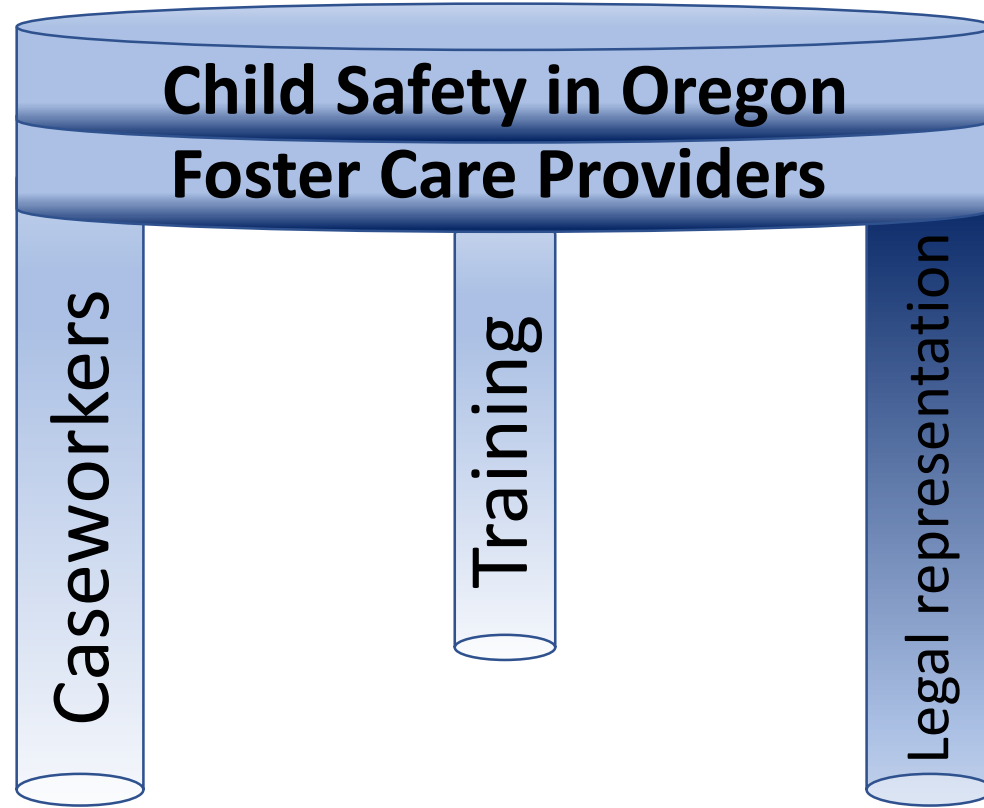 Child Safety in Oregon
Foster Care Providers
Caseworkers
Training
Legal representation